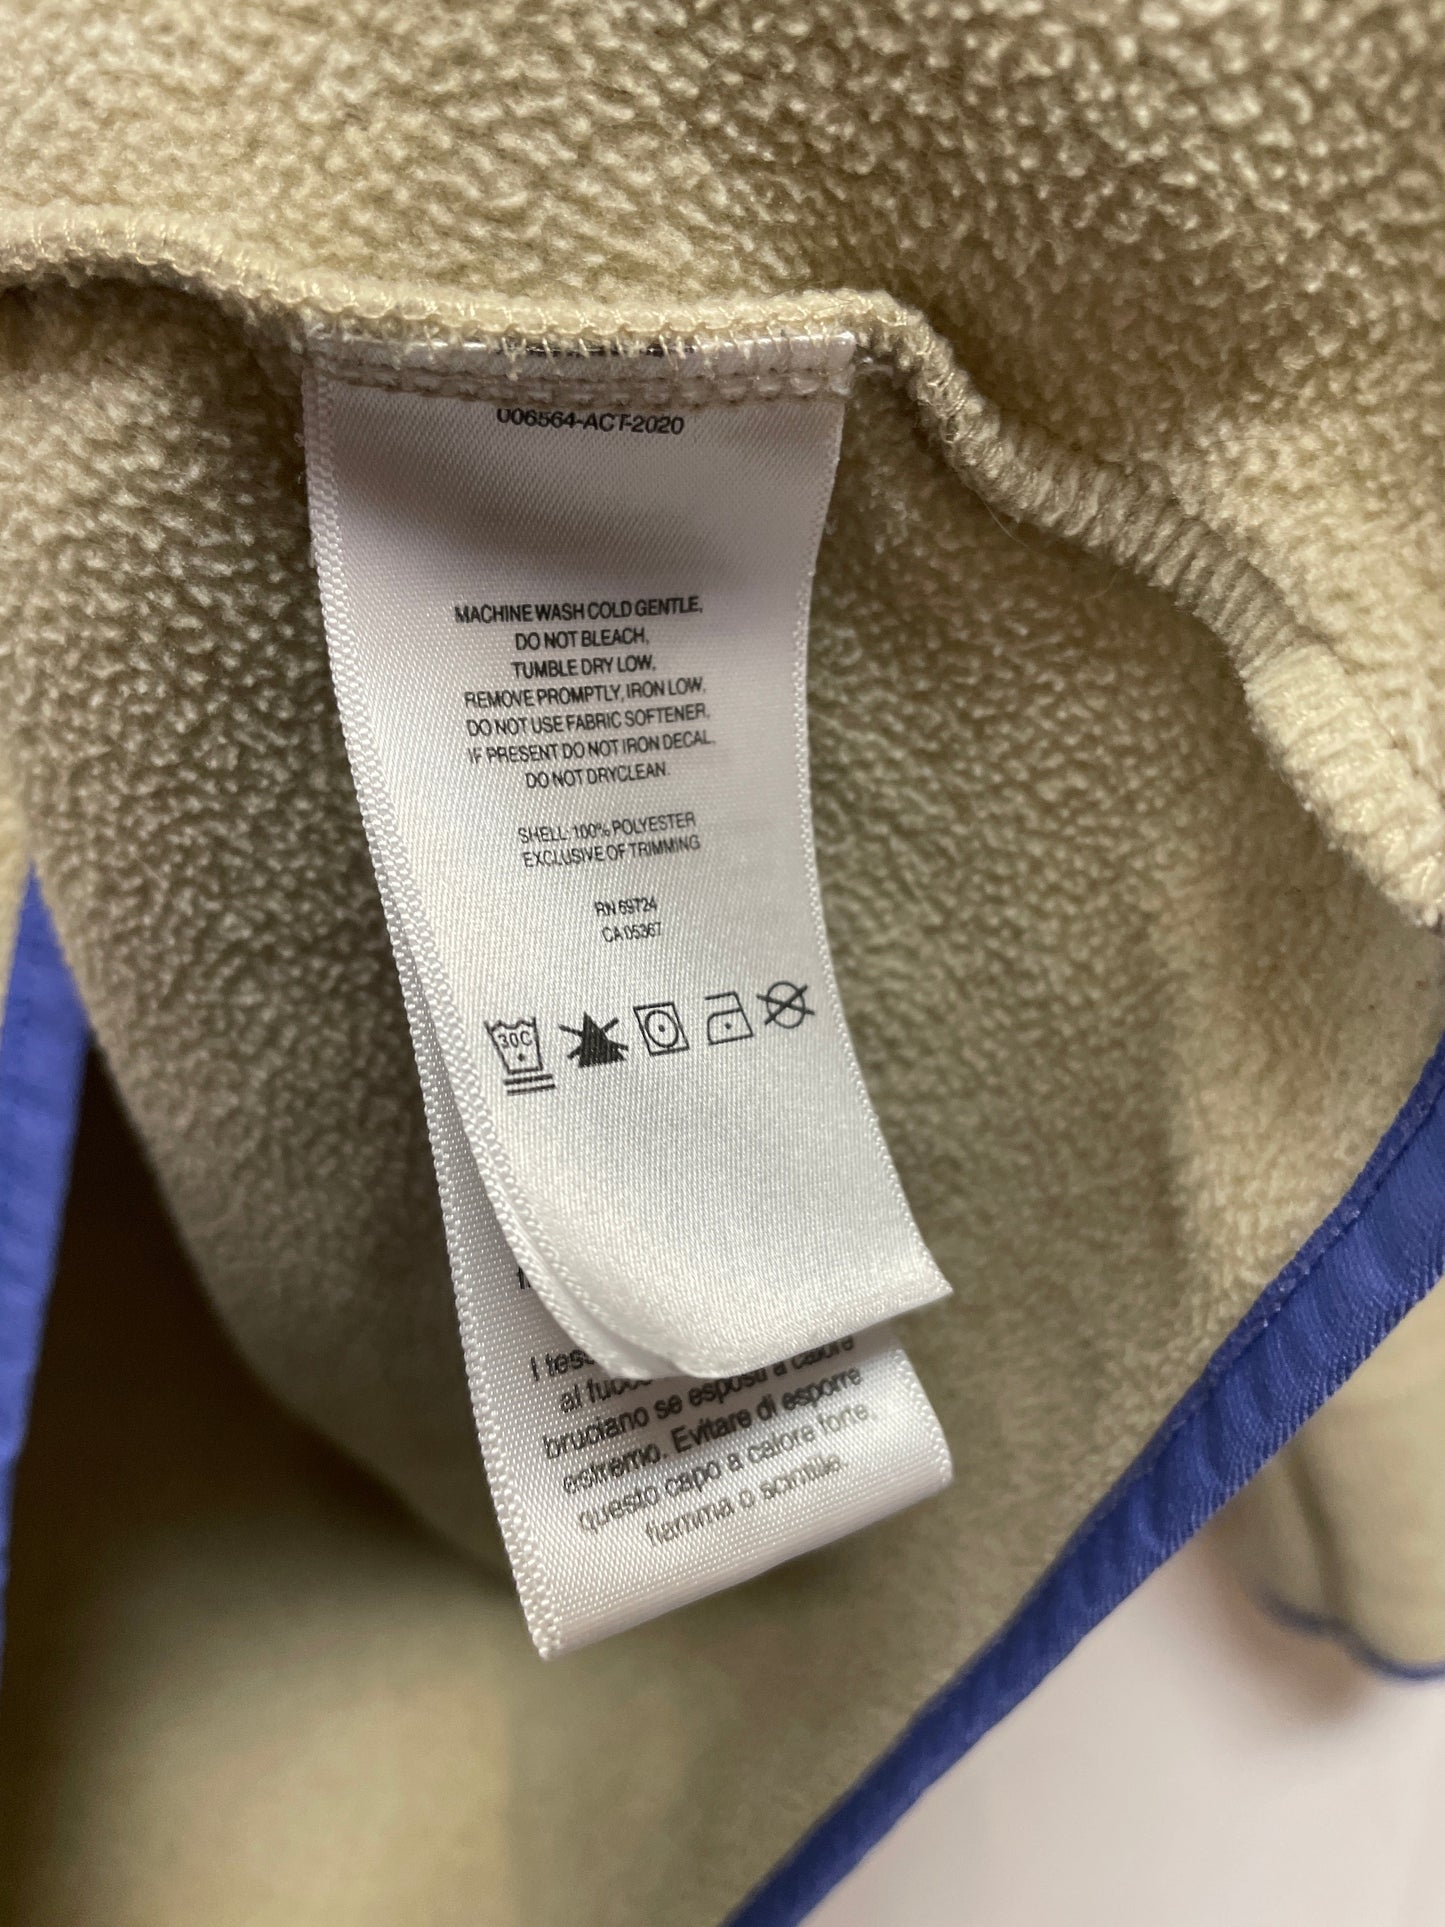 006564-ACT-2020
MACHINE WASH COLD GENTLE,
DO NOT BLEACH,
TUMBLE DRY LOW,
REMOVE PROMPTLY, IRON LOW,
DO NOT USE FABRIC SOFTENER,
IF PRESENT DO NOT IRON DECAL,
DO NOT DRYCLEAN.
SHELL: 100% POLYESTER
EXCLUSIVE OF TRIMMING
RN 69724
CA 05367
30C
I
al
bruciano se esposti a calore
estremo. Evitare di esporre
questo capo a calore forte,
fiamma o scintille.